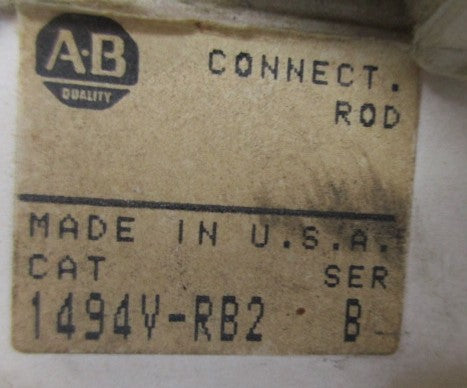 A·B
QUALITY
CONNECT.
ROD
MADE IN U.S.A.
CAT SER
1494V-RB2 B